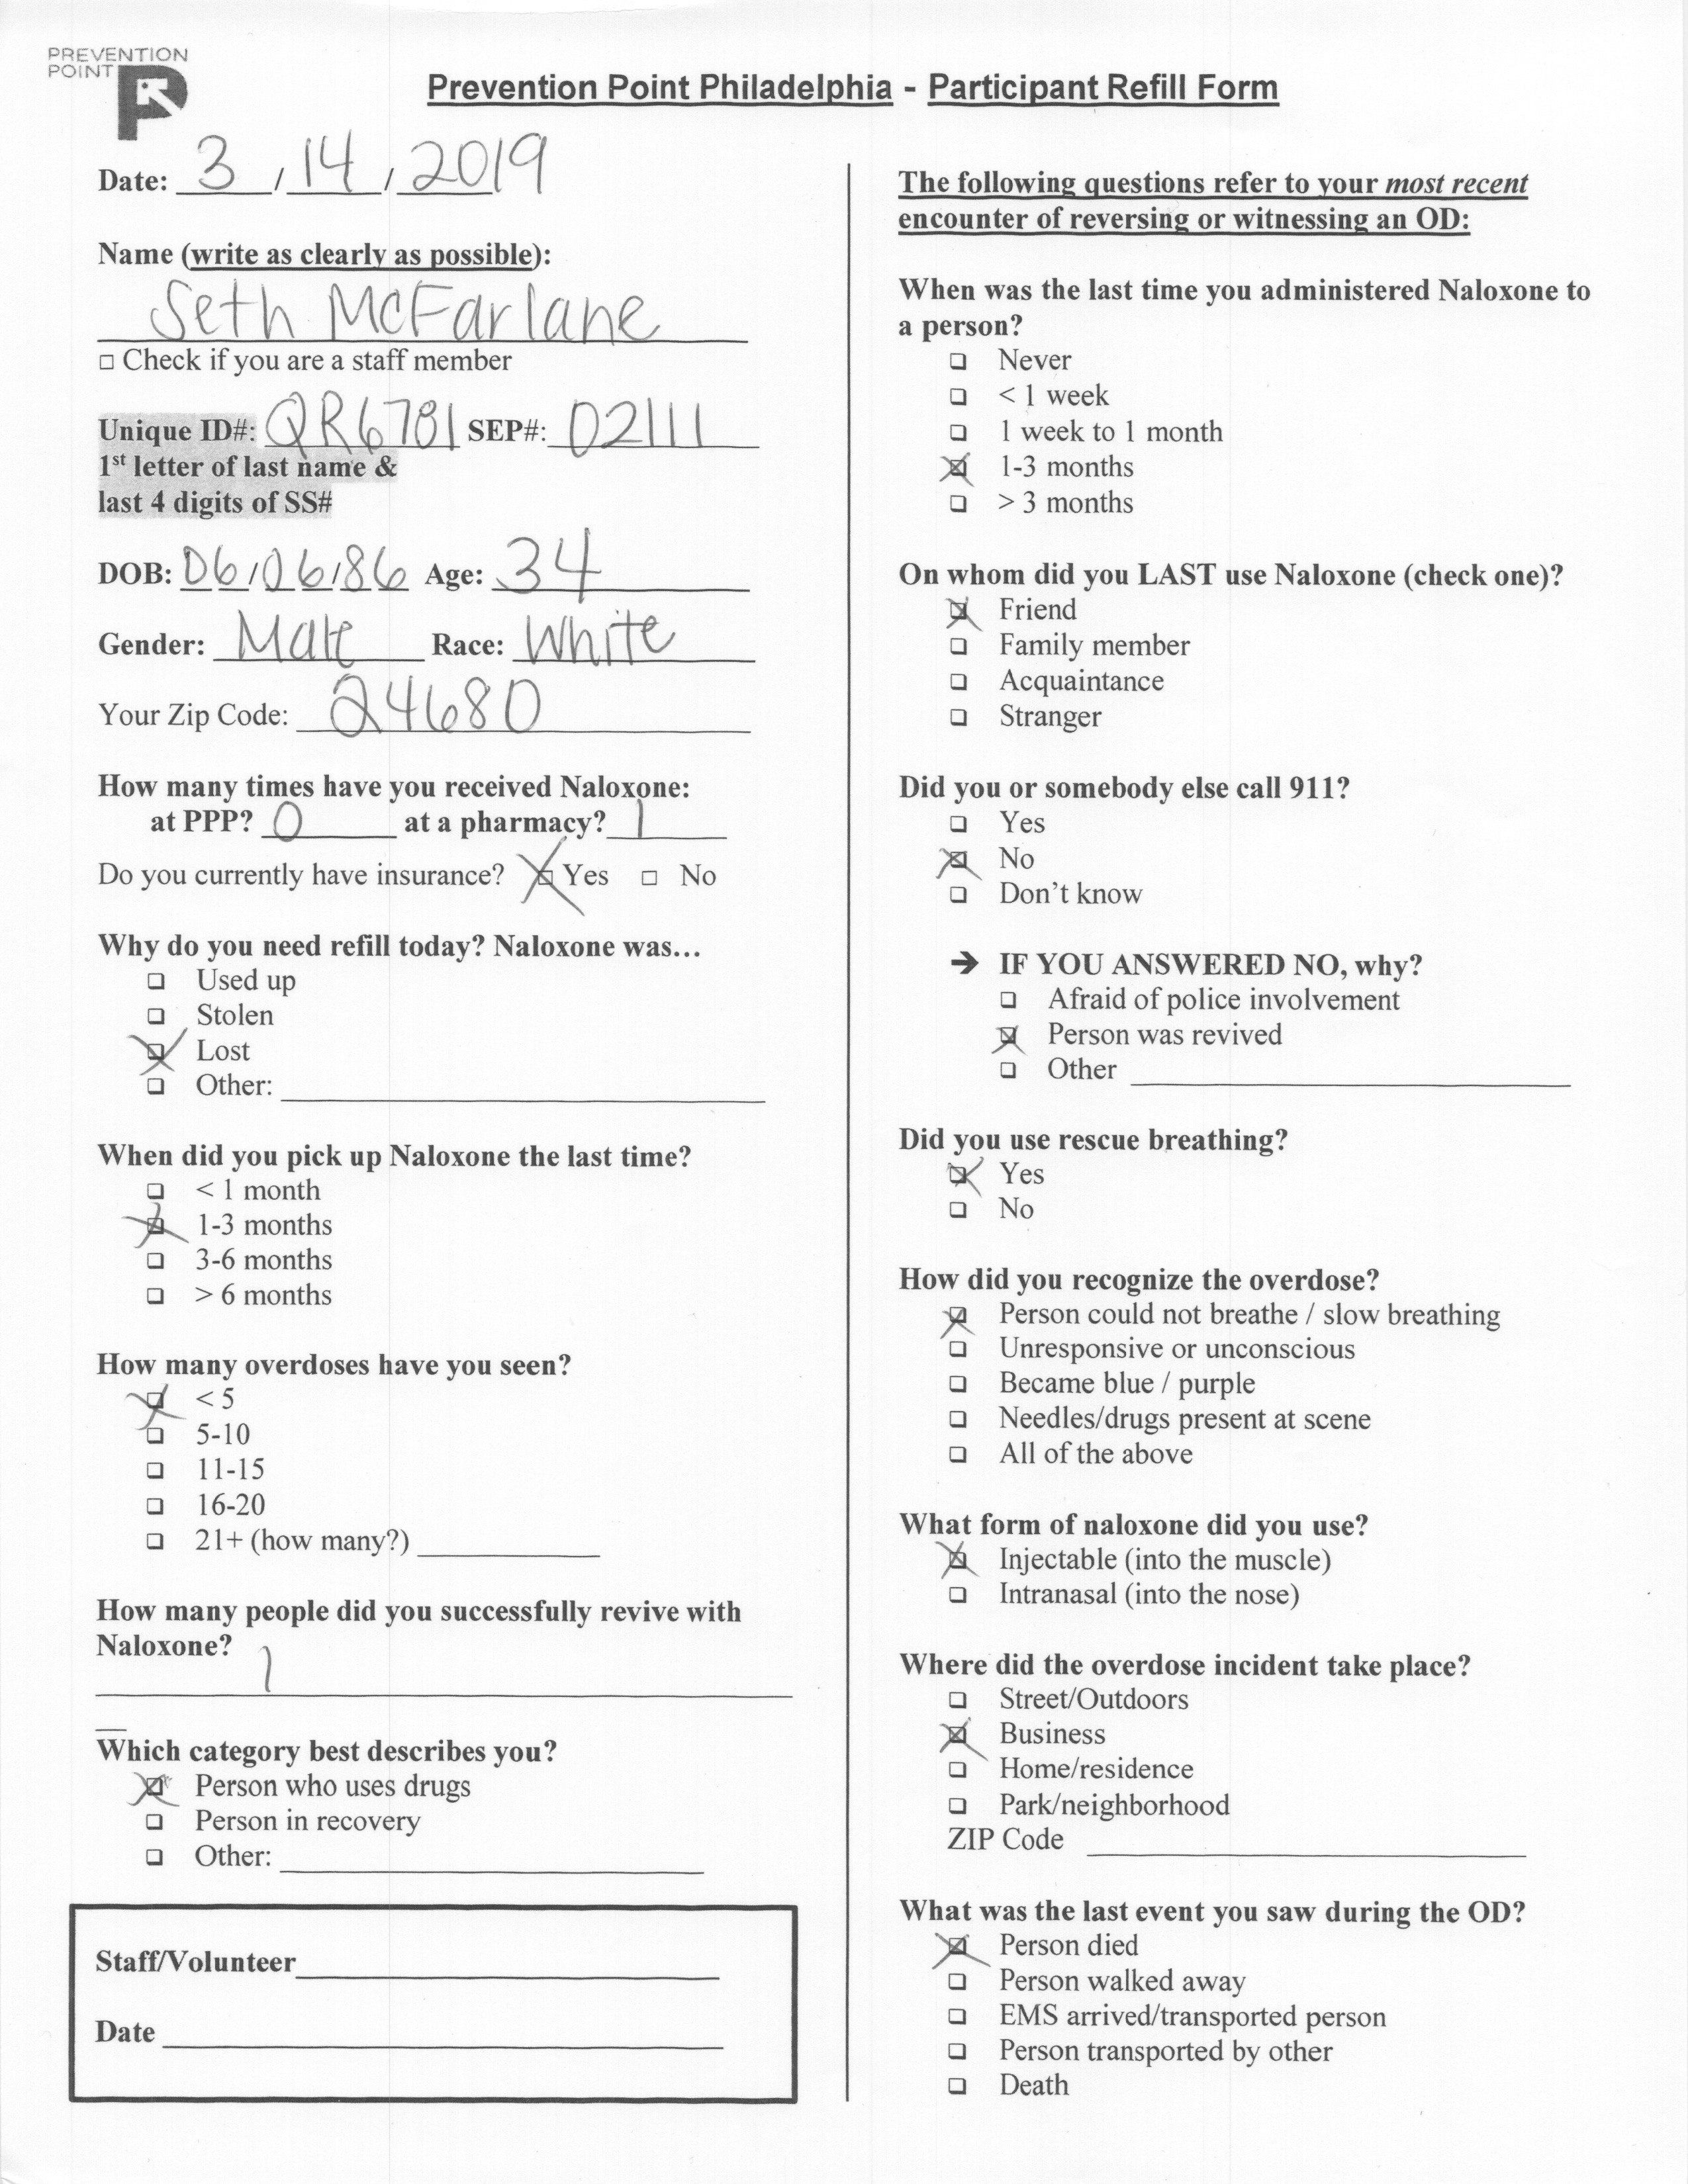 PREVENTION
POINT
Prevention Point Philadelphia - Participant Refill Form
Date: 3 / 14 / 2019
Name (write as clearly as possible):
Seth McFarlane
☐ Check if you are a staff member
Unique ID#: QR6781 SEP#: 02111
1st letter of last name &
last 4 digits of SS#
DOB: 06/06/86 Age: 34
Gender: Male Race: White
Your Zip Code: 24680
How many times have you received Naloxone:
at PPP? 0 at a pharmacy? 1
Do you currently have insurance? ☒ Yes ☐ No
Why do you need refill today? Naloxone was...
☐ Used up
☐ Stolen
☒ Lost
☐ Other:
When did you pick up Naloxone the last time?
☐ < 1 month
☒ 1-3 months
☐ 3-6 months
☐ > 6 months
How many overdoses have you seen?
☒ < 5
☐ 5-10
☐ 11-15
☐ 16-20
☐ 21+ (how many?)
How many people did you successfully revive with
Naloxone?
1
Which category best describes you?
☒ Person who uses drugs
☐ Person in recovery
☐ Other:
Staff/Volunteer
Date
The following questions refer to your most recent
encounter of reversing or witnessing an OD:
When was the last time you administered Naloxone to
a person?
☐ Never
☐ < 1 week
☐ 1 week to 1 month
☒ 1-3 months
☐ > 3 months
On whom did you LAST use Naloxone (check one)?
☒ Friend
☐ Family member
☐ Acquaintance
☐ Stranger
Did you or somebody else call 911?
☐ Yes
☒ No
☐ Don't know
→ IF YOU ANSWERED NO, why?
☐ Afraid of police involvement
☒ Person was revived
☐ Other
Did you use rescue breathing?
☒ Yes
☐ No
How did you recognize the overdose?
☒ Person could not breathe / slow breathing
☐ Unresponsive or unconscious
☐ Became blue / purple
☐ Needles/drugs present at scene
☐ All of the above
What form of naloxone did you use?
☒ Injectable (into the muscle)
☐ Intranasal (into the nose)
Where did the overdose incident take place?
☐ Street/Outdoors
☒ Business
☐ Home/residence
☐ Park/neighborhood
ZIP Code
What was the last event you saw during the OD?
☒ Person died
☐ Person walked away
☐ EMS arrived/transported person
☐ Person transported by other
☐ Death